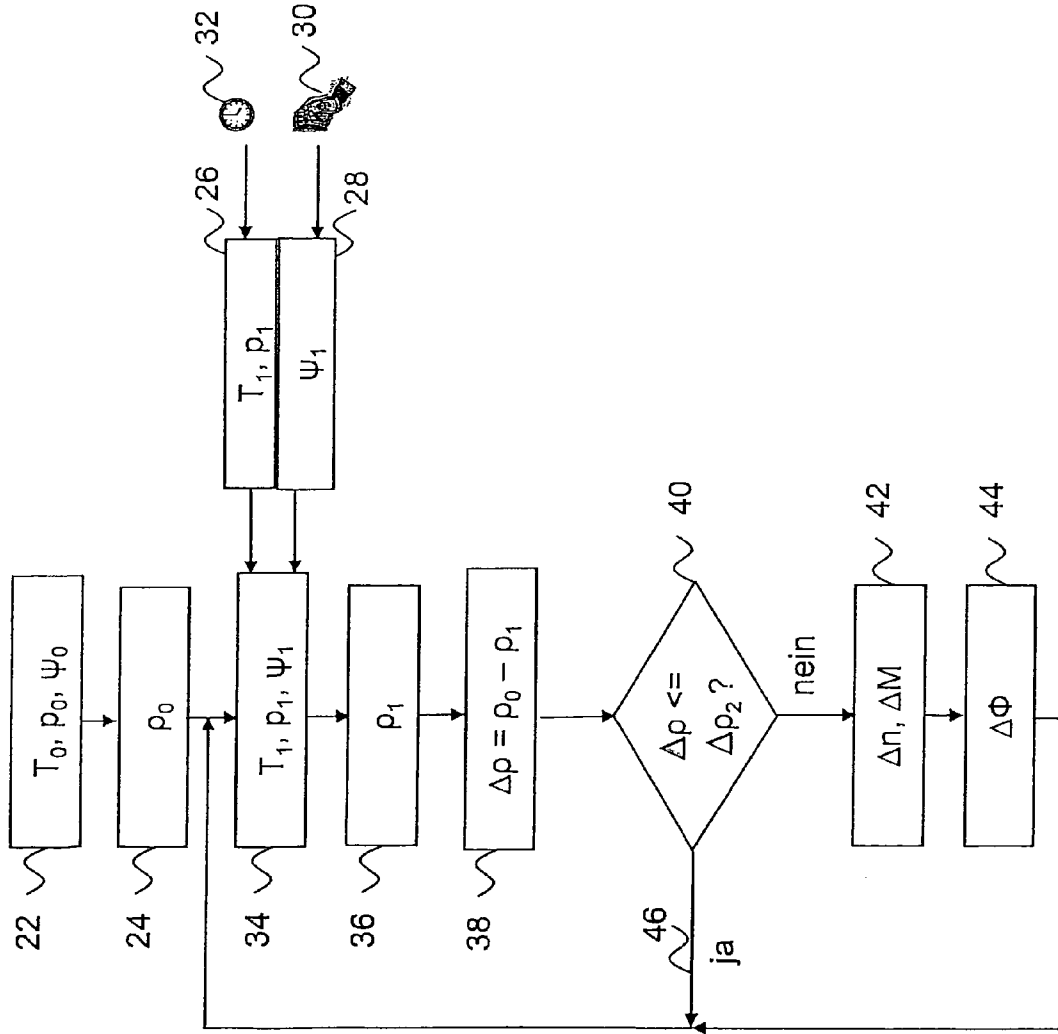 22
T₀, p₀, ψ₀
24
ρ₀
32
26
T₁, p₁
30
28
ψ₁
34
T₁, p₁, ψ₁
36
ρ₁
38
Δρ = ρ₀ – ρ₁
40
Δρ <=
Δρ₂?
46
ja
nein
42
Δn, ΔM
44
ΔΦ